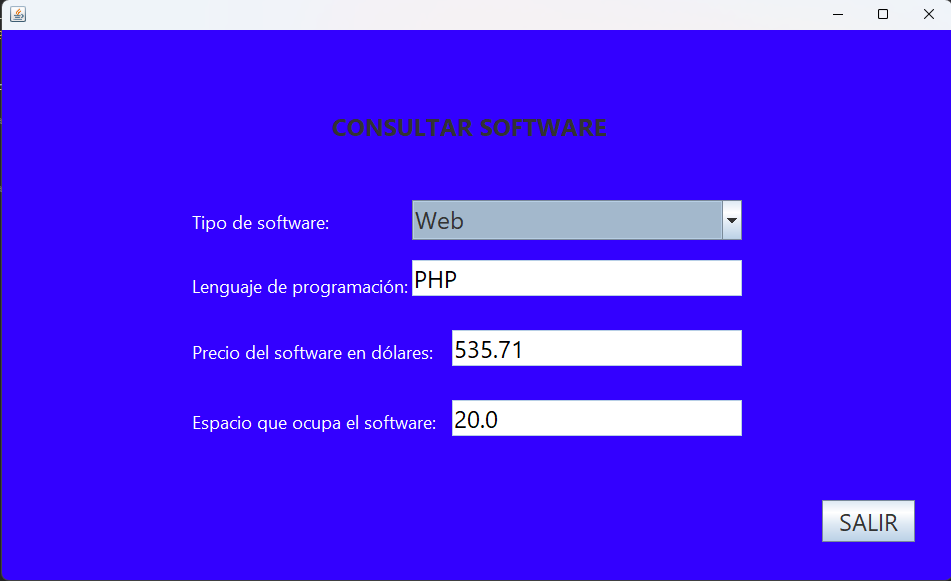 CONSULTAR SOFTWARE
Tipo de software: Web
Lenguaje de programación: PHP
Precio del software en dólares: 535.71
Espacio que ocupa el software: 20.0
SALIR